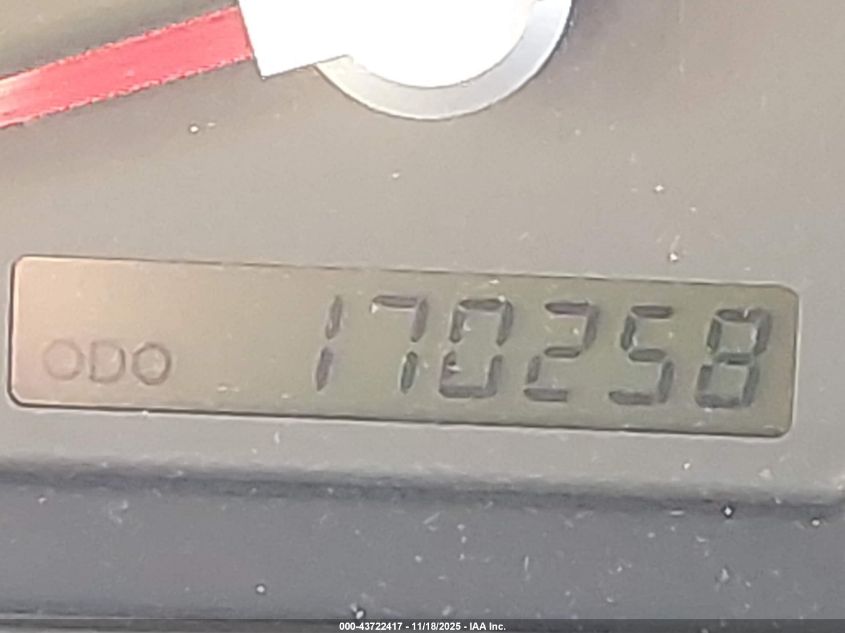 ODO 170258
000-43722417 - 11/18/2025 - IAA Inc.